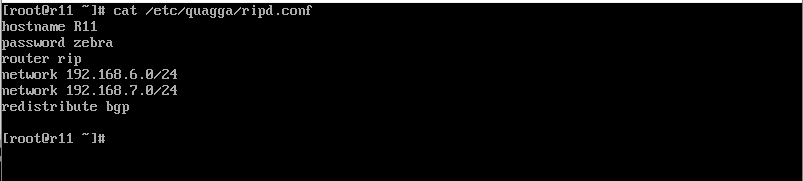 [root@r11 ~]# cat /etc/quagga/ripd.conf
hostname R11
password zebra
router rip
network 192.168.6.0/24
network 192.168.7.0/24
redistribute bgp
[root@r11 ~]#